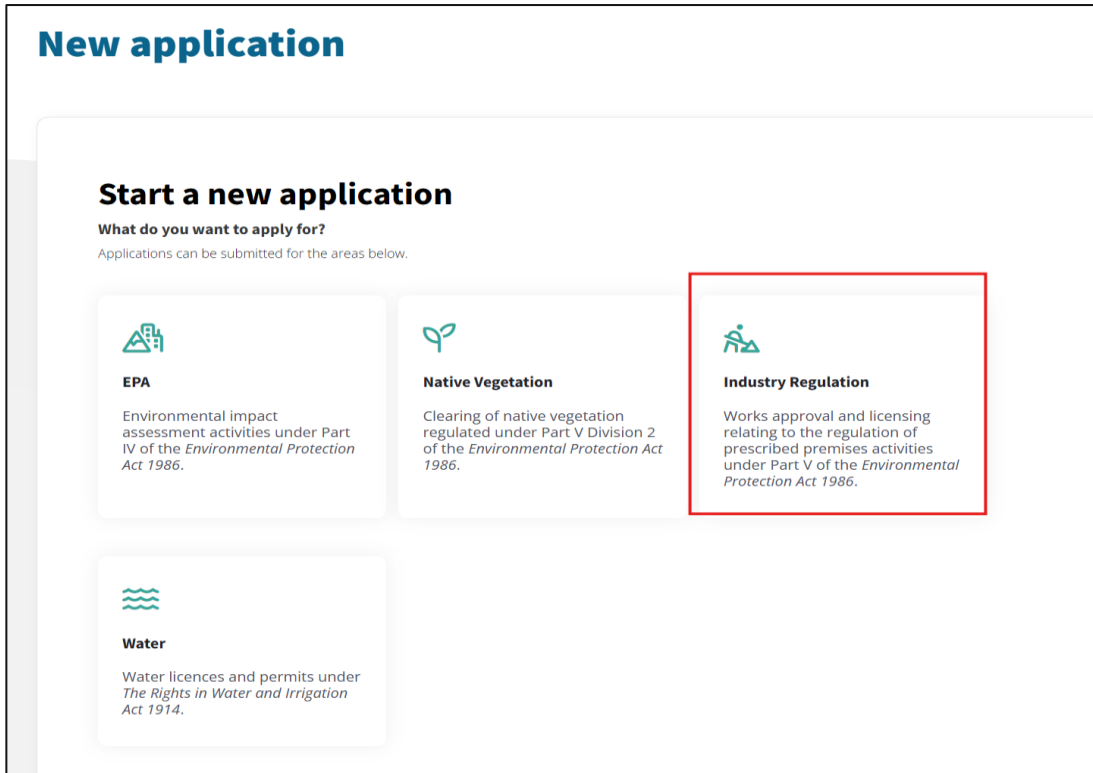 New application
Start a new application
What do you want to apply for?
Applications can be submitted for the areas below.
EPA
Environmental impact
assessment activities under Part
IV of the Environmental Protection
Act 1986.
Native Vegetation
Clearing of native vegetation
regulated under Part V Division 2
of the Environmental Protection Act
1986.
Industry Regulation
Works approval and licensing
relating to the regulation of
prescribed premises activities
under Part V of the Environmental
Protection Act 1986.
Water
Water licences and permits under
The Rights in Water and Irrigation
Act 1914.